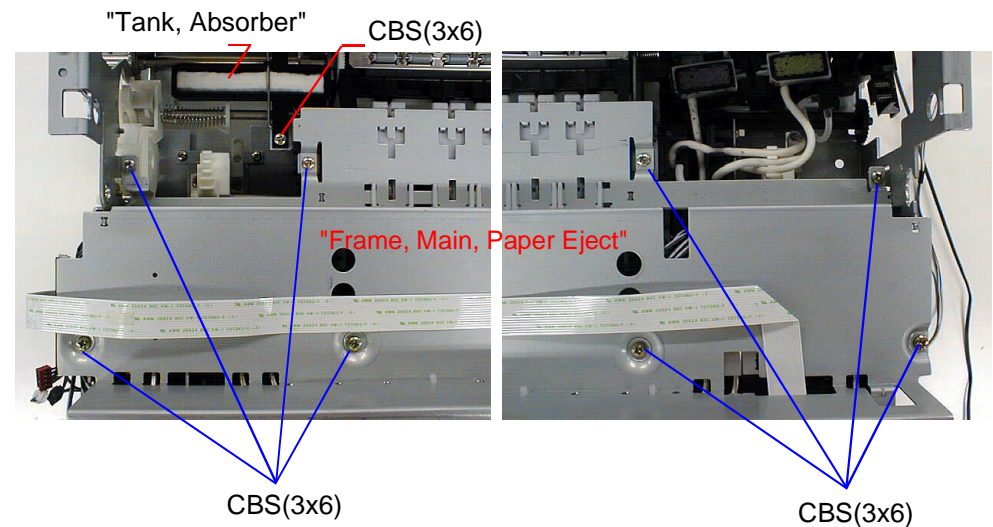 "Tank, Absorber"
CBS(3x6)
"Frame, Main, Paper Eject"
CBS(3x6)
CBS(3x6)